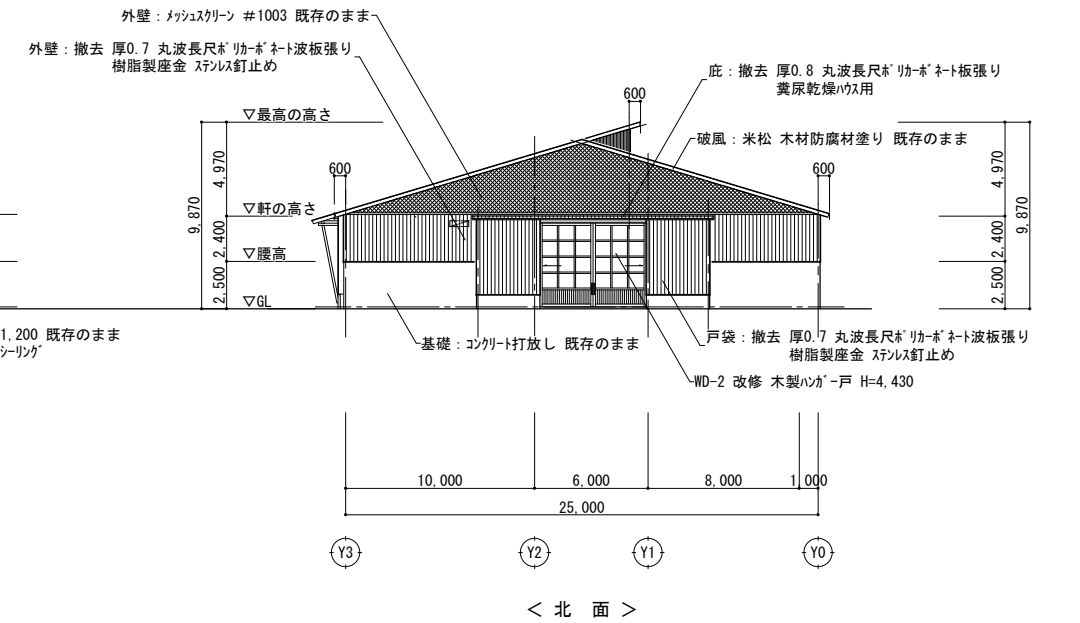 外壁：メッシュスクリーン #1003 既存のまま
外壁：撤去 厚0.7 丸波長尺ポリカーボネート波板張り
樹脂製座金 ステンレス釘止め
庇：撤去 厚0.8 丸波長尺ポリカーボネート板張り
糞尿乾燥ハウス用
600
▽最高の高さ
破風：米松 木材防腐材塗り 既存のまま
600
600
4,970
4,970
9,870
9,870
▽軒の高さ
2,400
2,400
▽腰高
2,500
2,500
▽GL
1,200 既存のまま
シーリング
基礎：コンクリート打放し 既存のまま
戸袋：撤去 厚0.7 丸波長尺ポリカーボネート波板張り
樹脂製座金 ステンレス釘止め
WD-2 改修 木製ハンガー戸 H=4,430
10,000
6,000
8,000
1,000
25,000
Y3
Y2
Y1
Y0
＜ 北 面 ＞